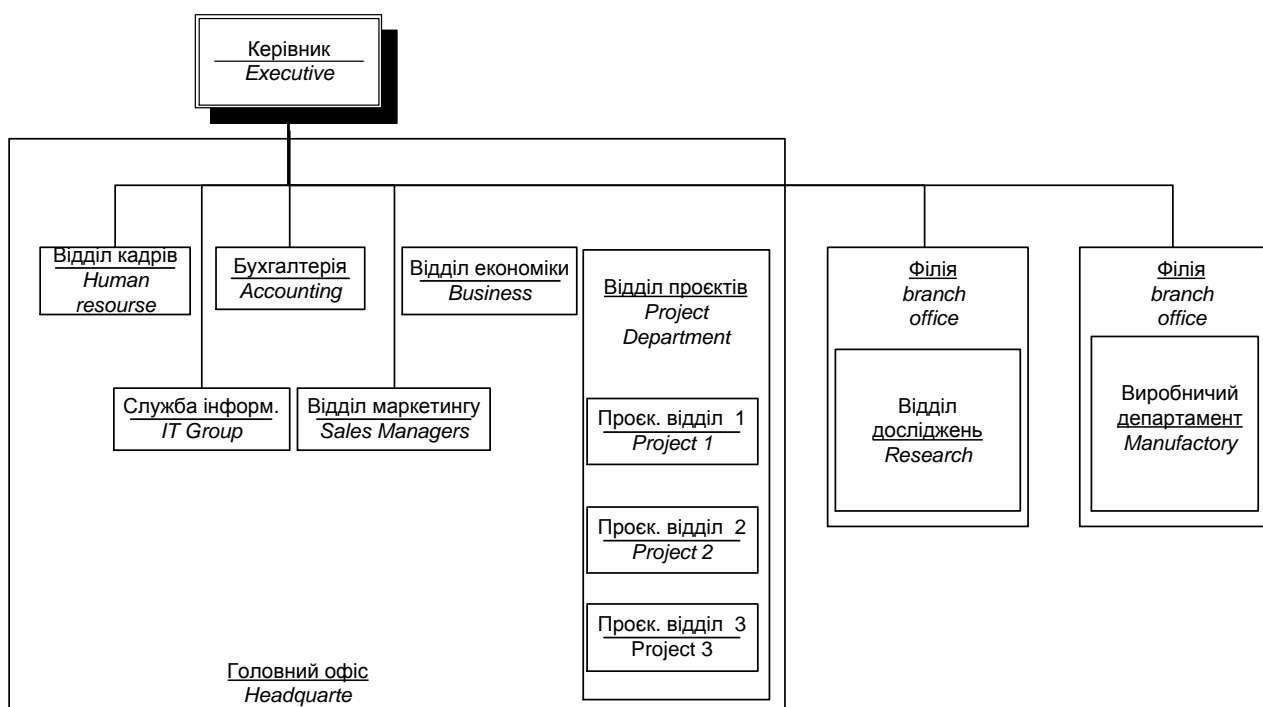 Керівник
Executive
Відділ кадрів
Human
resourse
Бухгалтерія
Accounting
Відділ економіки
Business
Відділ проєктів
Project
Department
Філія
branch
office
Філія
branch
office
Служба інформ.
IT Group
Відділ маркетингу
Sales Managers
Проєк. відділ 1
Project 1
Проєк. відділ 2
Project 2
Проєк. відділ 3
Project 3
Відділ
досліджень
Research
Виробничий
департамент
Manufactory
Головний офіс
Headquarte